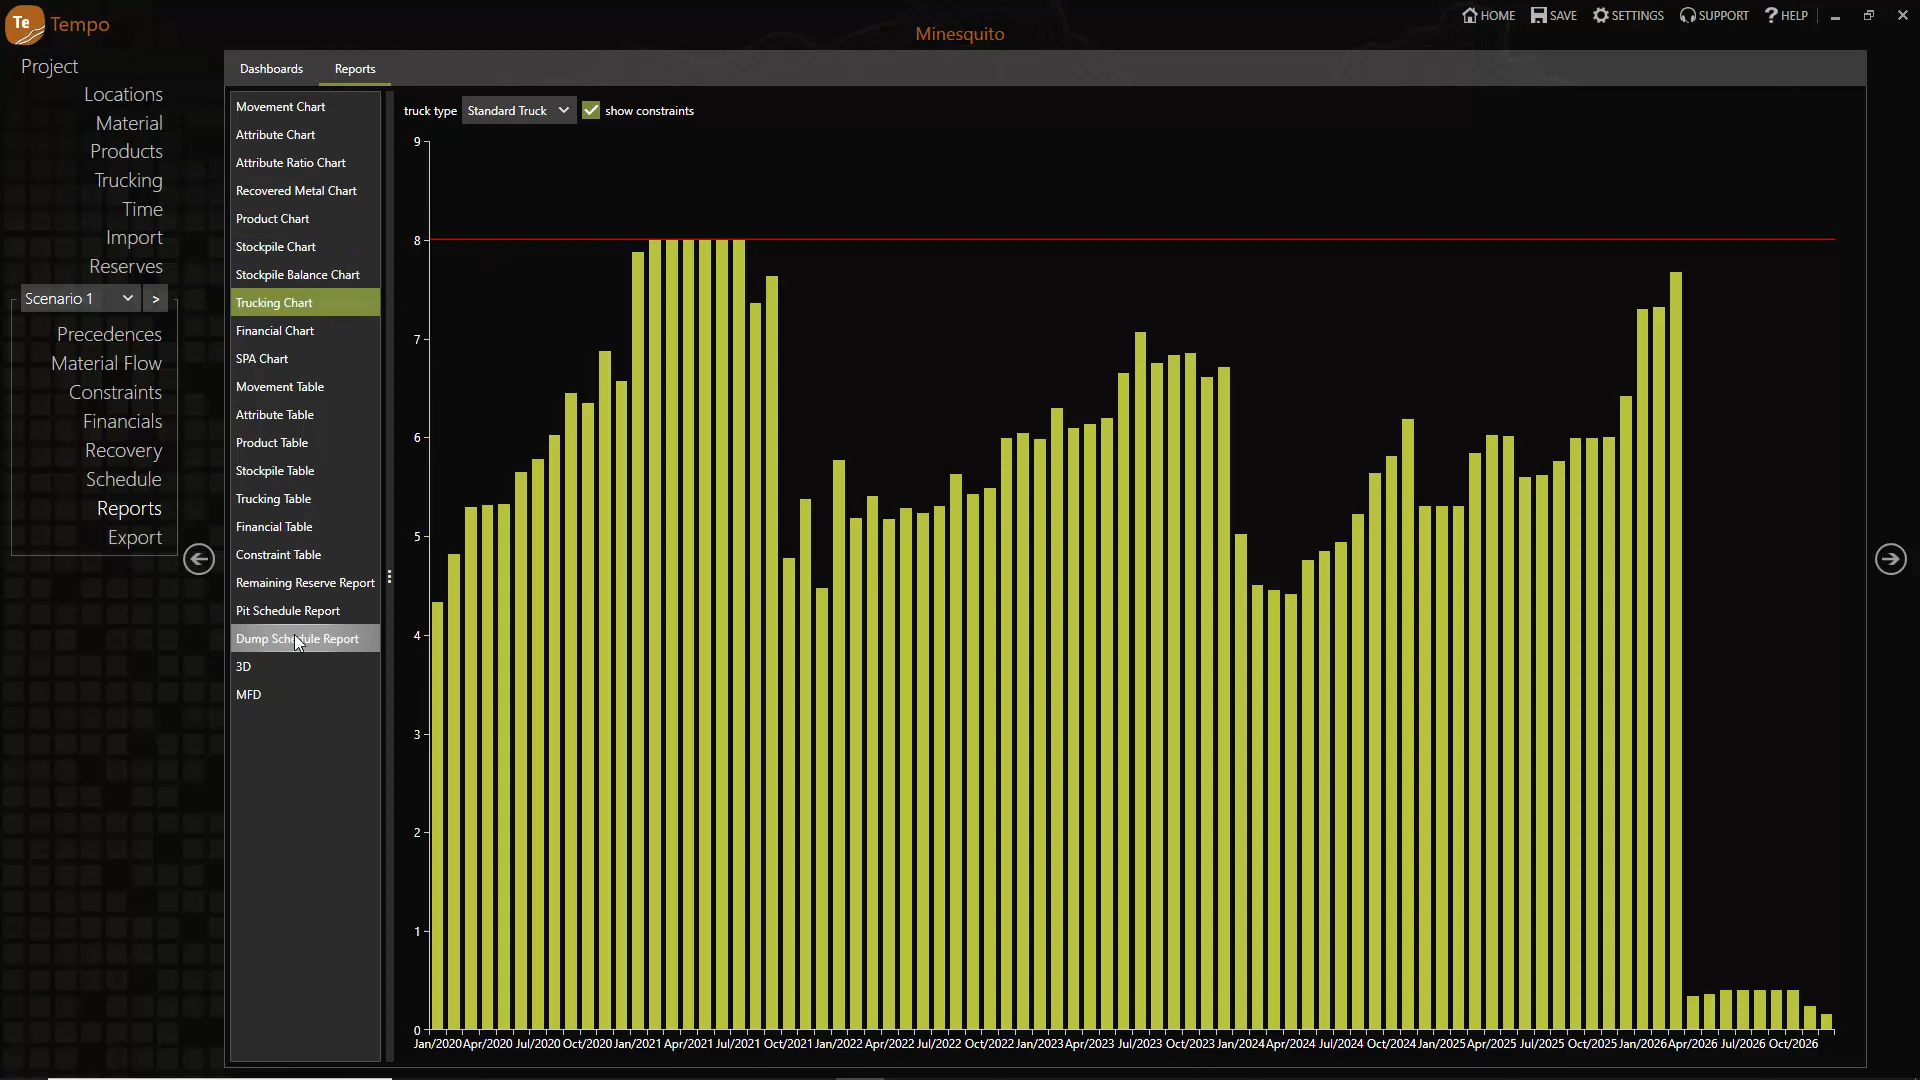 Te Tempo
HOME SAVE SETTINGS SUPPORT HELP
Minesquito
Project
Locations
Material
Products
Trucking
Time
Import
Reserves
Scenario 1 >
Precedences
Material Flow
Constraints
Financials
Recovery
Schedule
Reports
Export
Dashboards Reports
Movement Chart
Attribute Chart
Attribute Ratio Chart
Recovered Metal Chart
Product Chart
Stockpile Chart
Stockpile Balance Chart
Trucking Chart
Financial Chart
SPA Chart
Movement Table
Attribute Table
Product Table
Stockpile Table
Trucking Table
Financial Table
Constraint Table
Remaining Reserve Report
Pit Schedule Report
Dump Schedule Report
3D
MFD
truck type Standard Truck show constraints
9
8
7
6
5
4
3
2
1
0
Jan/2020 Apr/2020 Jul/2020 Oct/2020 Jan/2021 Apr/2021 Jul/2021 Oct/2021 Jan/2022 Apr/2022 Jul/2022 Oct/2022 Jan/2023 Apr/2023 Jul/2023 Oct/2023 Jan/2024 Apr/2024 Jul/2024 Oct/2024 Jan/2025 Apr/2025 Jul/2025 Oct/2025 Jan/2026 Apr/2026 Jul/2026 Oct/2026